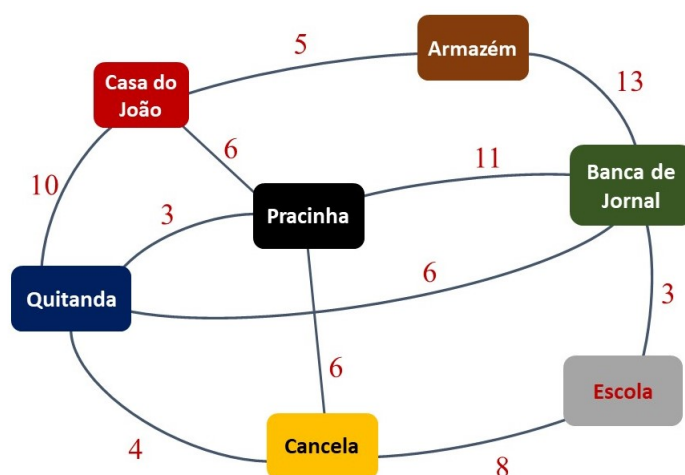 5
Armazém
Casa do
João
13
6
11
10
Banca de
Jornal
3
Pracinha
Quitanda
6
3
6
Escola
4
Cancela
8